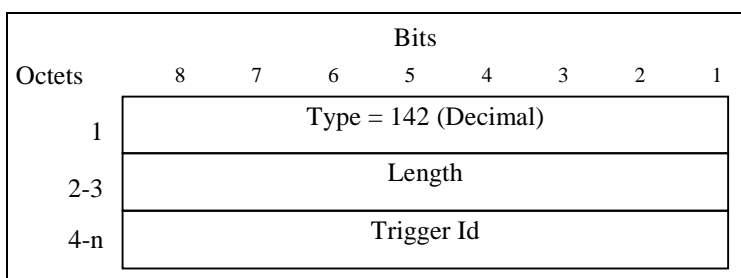 Bits
Octets 8 7 6 5 4 3 2 1
1 Type = 142 (Decimal)
2-3 Length
4-n Trigger Id